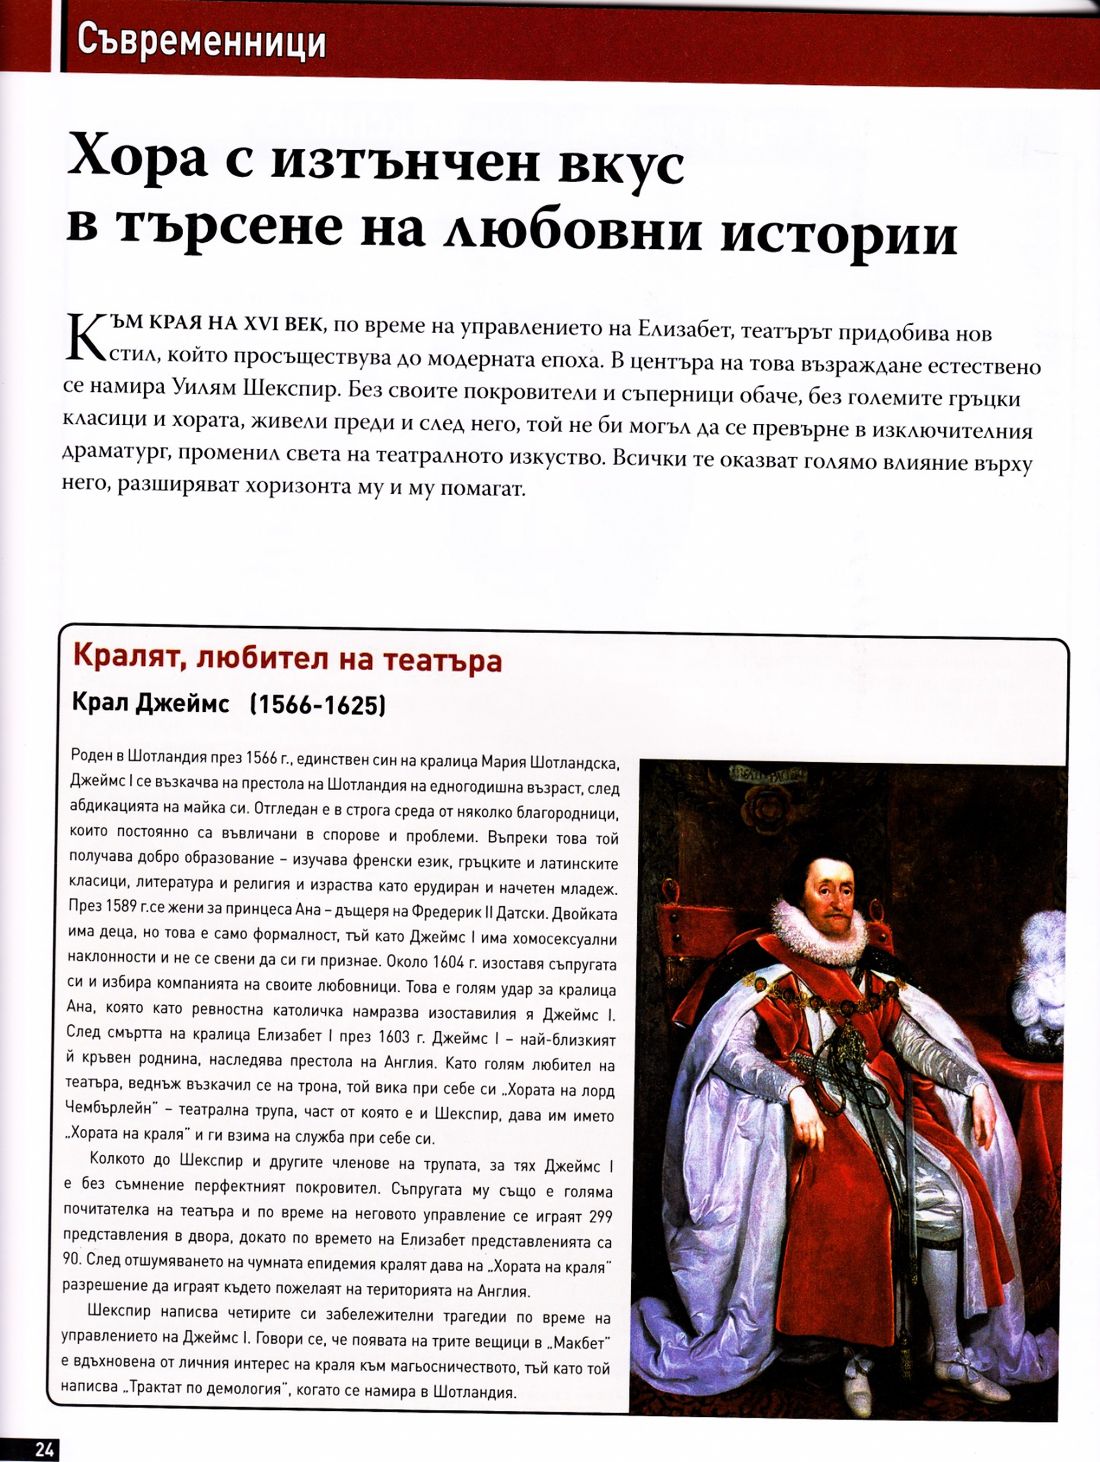 Съвременници
Хора с изтънчен вкус
в търсене на любовни истории
КЪМ КРАЯ НА XVI ВЕК, по време на управлението на Елизабет, театърът придобива нов
стил, който просъществува до модерната епоха. В центъра на това възраждане естествено
се намира Уилям Шекспир. Без своите покровители и съперници обаче, без големите гръцки
класици и хората, живели преди и след него, той не би могъл да се превърне в изключителния
драматург, променил света на театралното изкуство. Всички те оказват голямо влияние върху
него, разширяват хоризонта му и му помагат.
Кралят, любител на театъра
Крал Джеймс (1566-1625)
Роден в Шотландия през 1566 г., единствен син на кралица Мария Шотландска,
Джеймс I се възкачва на престола на Шотландия на едногодишна възраст, след
абдикацията на майка си. Отгледан е в строга среда от няколко благородници,
които постоянно са въвличани в спорове и проблеми. Въпреки това той
получава добро образование – изучава френски език, гръцките и латинските
класици, литература и религия и израства като ерудиран и начетен младеж.
През 1589 г.се жени за принцеса Ана – дъщеря на Фредерик II Датски. Двойката
има деца, но това е само формалност, тъй като Джеймс I има хомосексуални
наклонности и не се свени да си ги признае. Около 1604 г. изоставя съпругата
си и избира компанията на своите любовници. Това е голям удар за кралица
Ана, която като ревностна католичка намразва изоставилия я Джеймс I.
След смъртта на кралица Елизабет I през 1603 г. Джеймс I – най-близкият
й кръвен роднина, наследява престола на Англия. Като голям любител на
театъра, веднъж възкачил се на трона, той вика при себе си „Хората на лорд
Чембърлейн“ – театрална трупа, част от която е и Шекспир, дава им името
„Хората на краля“ и ги взима на служба при себе си.
Колкото до Шекспир и другите членове на трупата, за тях Джеймс I
е без съмнение перфектният покровител. Съпругата му също е голяма
почитателка на театъра и по време на неговото управление се играят 299
представления в двора, докато по времето на Елизабет представленията са
90. След отшумяването на чумната епидемия кралят дава на „Хората на краля“
разрешение да играят където пожелаят на територията на Англия.
Шекспир написва четирите си забележителни трагедии по време на
управлението на Джеймс I. Говори се, че появата на трите вещици в „Макбет“
е вдъхновена от личния интерес на краля към магьосничеството, тъй като той
написва „Трактат по демология“, когато се намира в Шотландия.
24